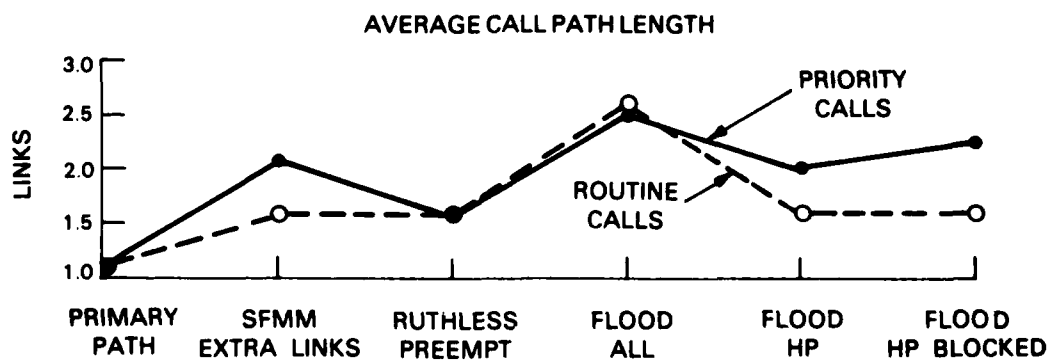 AVERAGE CALL PATH LENGTH
3.0
2.5
2.0
1.5
1.0
LINKS
PRIORITY
CALLS
ROUTINE
CALLS
PRIMARY
PATH
SFMM
EXTRA LINKS
RUTHLESS
PREEMPT
FLOOD
ALL
FLOOD
HP
FLOOD
HP BLOCKED